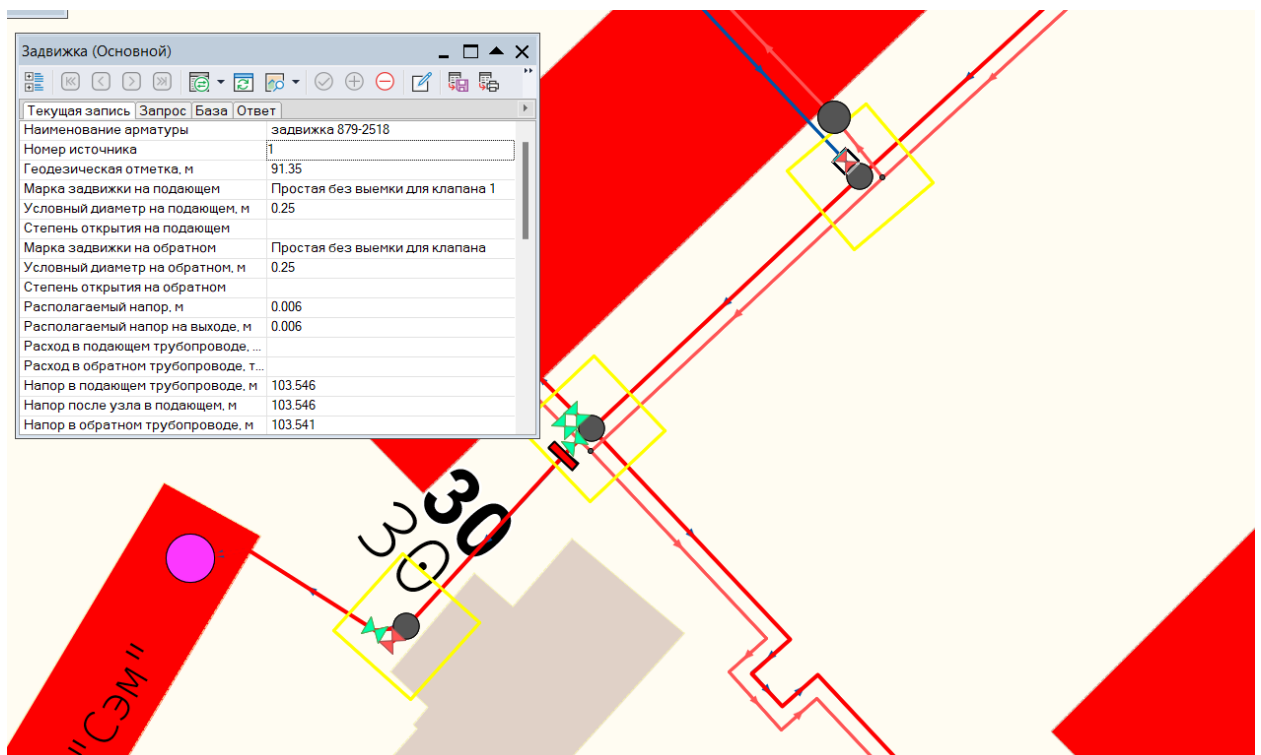 Задвижка (Основной)
Текущая запись Запрос База Ответ
Наименование арматуры задвижка 879-2518
Номер источника 1
Геодезическая отметка, м 91.35
Марка задвижки на подающем Простая без выемки для клапана 1
Условный диаметр на подающем, м 0.25
Степень открытия на подающем
Марка задвижки на обратном Простая без выемки для клапана
Условный диаметр на обратном, м 0.25
Степень открытия на обратном
Располагаемый напор, м 0.006
Располагаемый напор на выходе, м 0.006
Расход в подающем трубопроводе, ...
Расход в обратном трубопроводе, т...
Напор в подающем трубопроводе, м 103.546
Напор после узла в подающем, м 103.546
Напор в обратном трубопроводе, м 103.541
30
30
"Сэм"